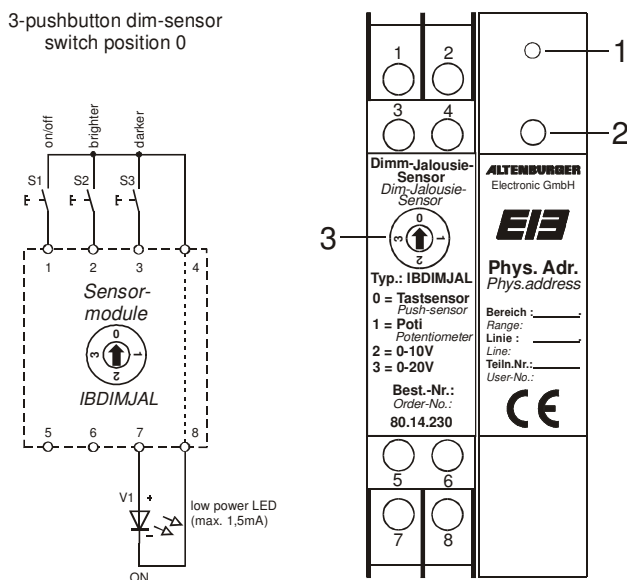 3-pushbutton dim-sensor
switch position 0
on/off
brighter
darker
S1
S2
S3
1
2
3
4
Sensor-
module
0
1
2
3
IBDIMJAL
5
6
7
8
V1
+
–
low power LED
(max. 1,5mA)
ON
1
2
3
4
Dimm-Jalousie-
Sensor
Dim-Jalousie-
Sensor
0
1
2
3
3
Typ.: IBDIMJAL
0 = Tastsensor
Push-sensor
1 = Poti
Potentiometer
2 = 0-10V
3 = 0-20V
Best.-Nr.:
Order-No.:
80.14.230
5
6
7
8
1
2
ALTENBURGER
Electronic GmbH
EIB
Phys. Adr.
Phys.address
Bereich :______.
Range:
Linie :______.
Line:
Teiln.Nr.:______
User-No.:
CE